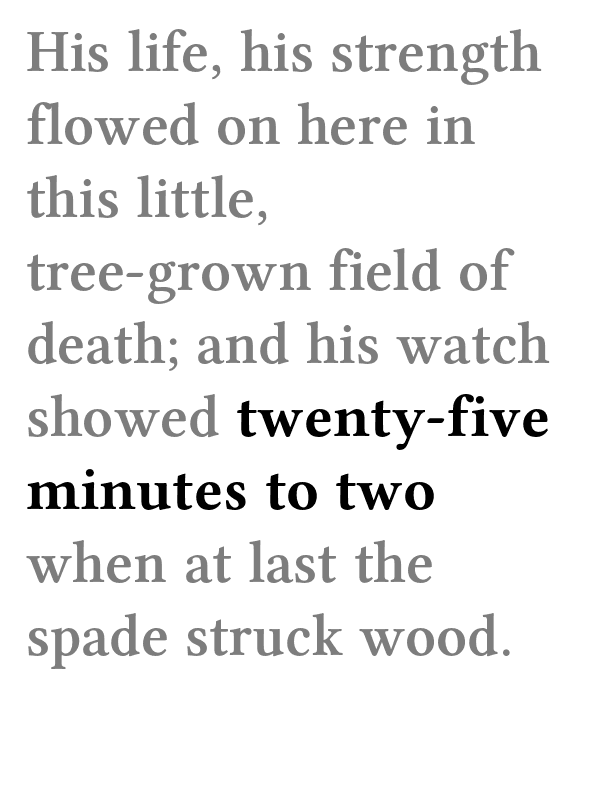 His life, his strength
flowed on here in
this little,
tree-grown field of
death; and his watch
showed twenty-five
minutes to two
when at last the
spade struck wood.